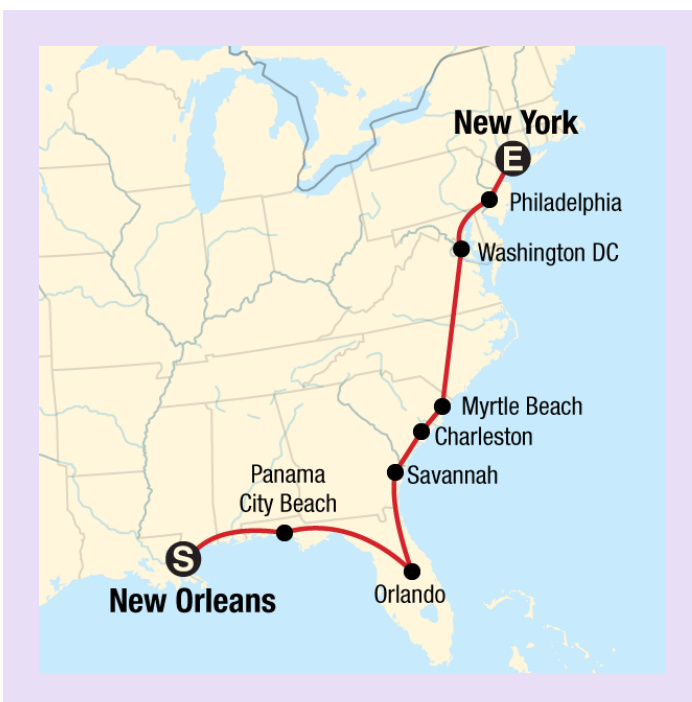 New York
E
Philadelphia
Washington DC
Myrtle Beach
Charleston
Savannah
Panama
City Beach
S
Orlando
New Orleans